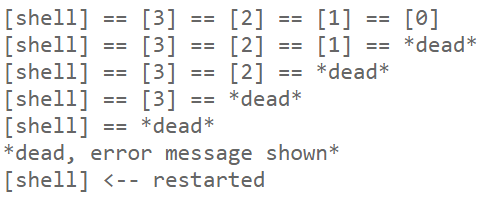 [shell] == [3] == [2] == [1] == [0]
[shell] == [3] == [2] == [1] == *dead*
[shell] == [3] == [2] == *dead*
[shell] == [3] == *dead*
[shell] == *dead*
*dead, error message shown*
[shell] <-- restarted